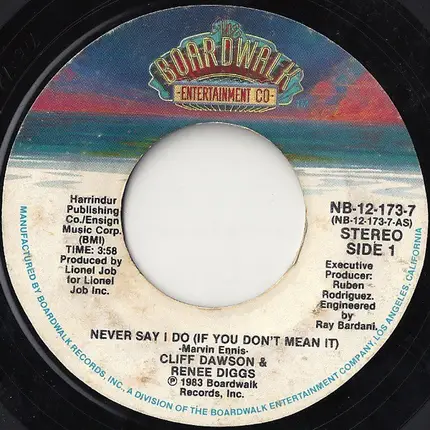 THE
BOARDWALK
ENTERTAINMENT CO
Harrindur
Publishing
Co./Ensign
Music Corp.
(BMI)
TIME: 3:58
Produced by
Lionel Job
for Lionel
Job Inc.
NB-12-173-7
(NB-12-173-7-AS)
STEREO
SIDE 1
Executive
Producer:
Ruben
Rodriguez.
Engineered by
Ray Bardani.
NEVER SAY I DO (IF YOU DON'T MEAN IT)
-Marvin Ennis-
CLIFF DAWSON &
RENEE DIGGS
℗ 1983 Boardwalk
Records, Inc.
MANUFACTURED BY BOARDWALK RECORDS, INC., A DIVISION OF THE BOARDWALK ENTERTAINMENT COMPANY, LOS ANGELES, CALIFORNIA